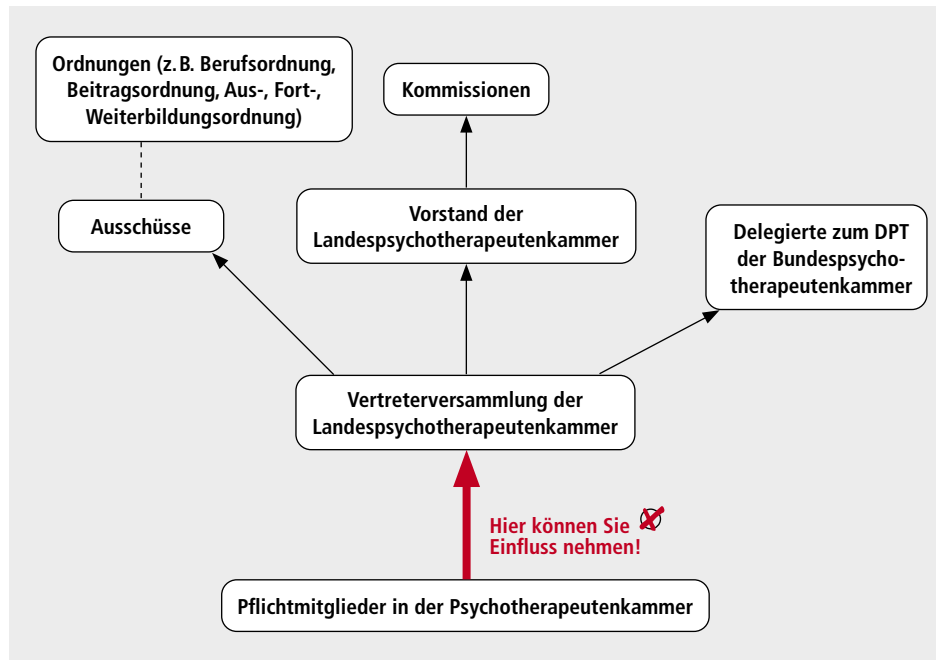 Ordnungen (z. B. Berufsordnung,
Beitragsordnung, Aus-, Fort-,
Weiterbildungsordnung)
Kommissionen
Ausschüsse
Vorstand der
Landespsychotherapeutenkammer
Delegierte zum DPT
der Bundespsycho-
therapeutenkammer
Vertreterversammlung der
Landespsychotherapeutenkammer
Hier können Sie
Einfluss nehmen!
Pflichtmitglieder in der Psychotherapeutenkammer